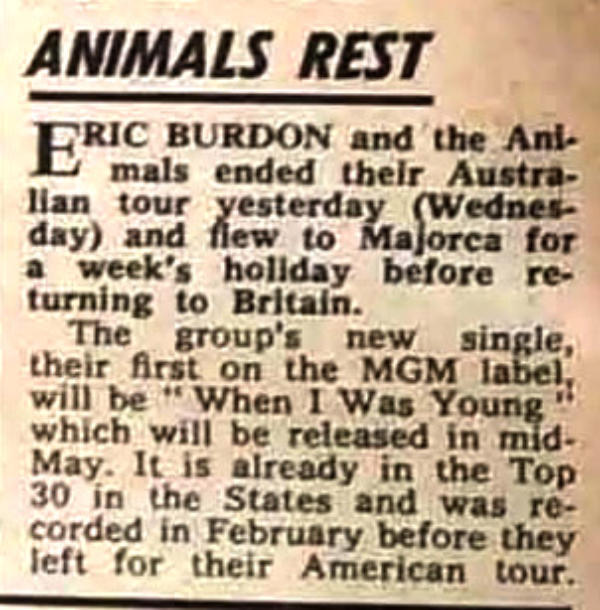 ANIMALS REST
ERIC BURDON and the Ani-
mals ended their Austra-
lian tour yesterday (Wednes-
day) and flew to Majorca for
a week's holiday before re-
turning to Britain.
The group's new single,
their first on the MGM label,
will be " When I Was Young "
which will be released in mid-
May. It is already in the Top
30 in the States and was re-
corded in February before they
left for their American tour.